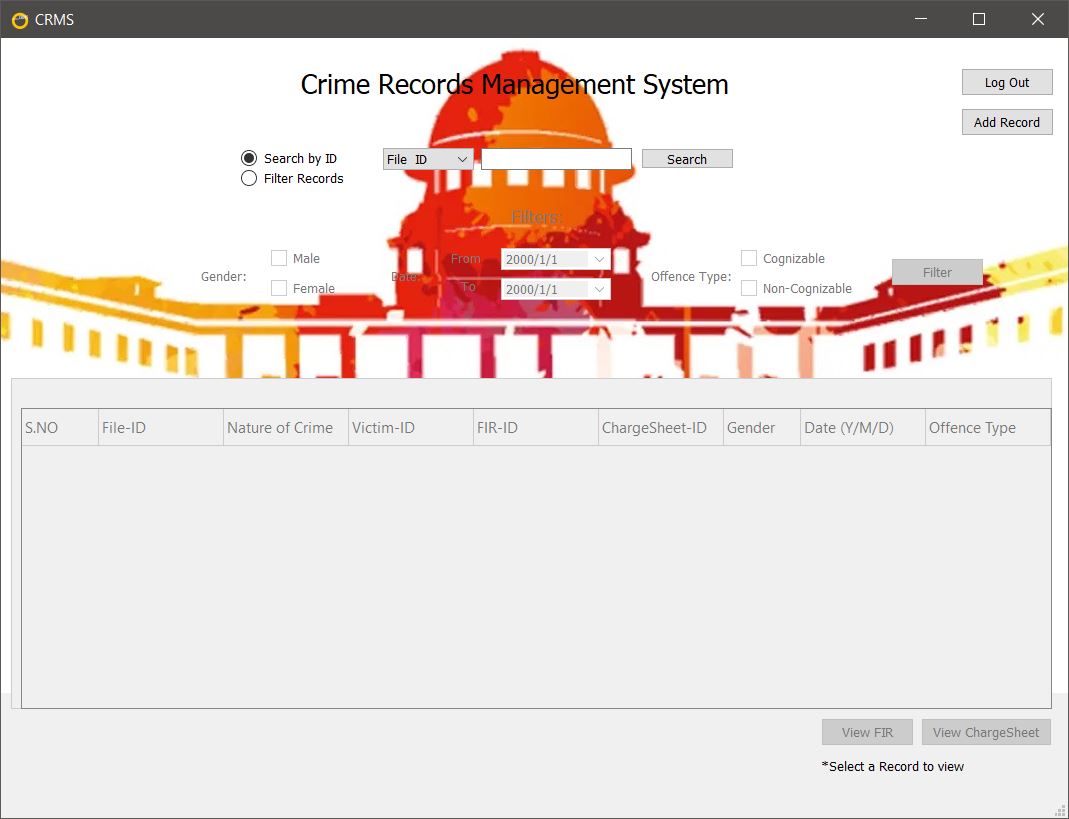 CRMS
Crime Records Management System
Log Out
Add Record
Search by ID
File ID
Search
Filter Records
Filters:
Gender:
Male
Female
Date:
From
2000/1/1
To
2000/1/1
Offence Type:
Cognizable
Non-Cognizable
Filter
S.NO File-ID Nature of Crime Victim-ID FIR-ID ChargeSheet-ID Gender Date (Y/M/D) Offence Type
View FIR
View ChargeSheet
*Select a Record to view